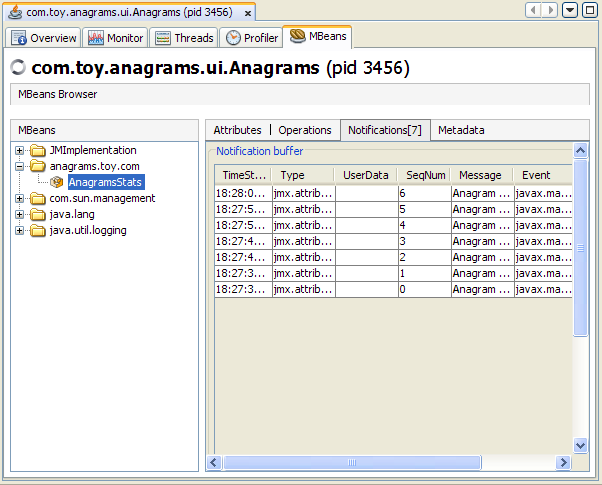 com.toy.anagrams.ui.Anagrams (pid 3456)
Overview Monitor Threads Profiler MBeans
com.toy.anagrams.ui.Anagrams (pid 3456)
MBeans Browser
MBeans
JMImplementation
anagrams.toy.com
AnagramsStats
com.sun.management
java.lang
java.util.logging
Attributes Operations Notifications[7] Metadata
Notification buffer
TimeSt... Type UserData SeqNum Message Event
18:28:0... jmx.attrib... 6 Anagram ... javax.ma...
18:27:5... jmx.attrib... 5 Anagram ... javax.ma...
18:27:5... jmx.attrib... 4 Anagram ... javax.ma...
18:27:4... jmx.attrib... 3 Anagram ... javax.ma...
18:27:4... jmx.attrib... 2 Anagram ... javax.ma...
18:27:3... jmx.attrib... 1 Anagram ... javax.ma...
18:27:3... jmx.attrib... 0 Anagram ... javax.ma...